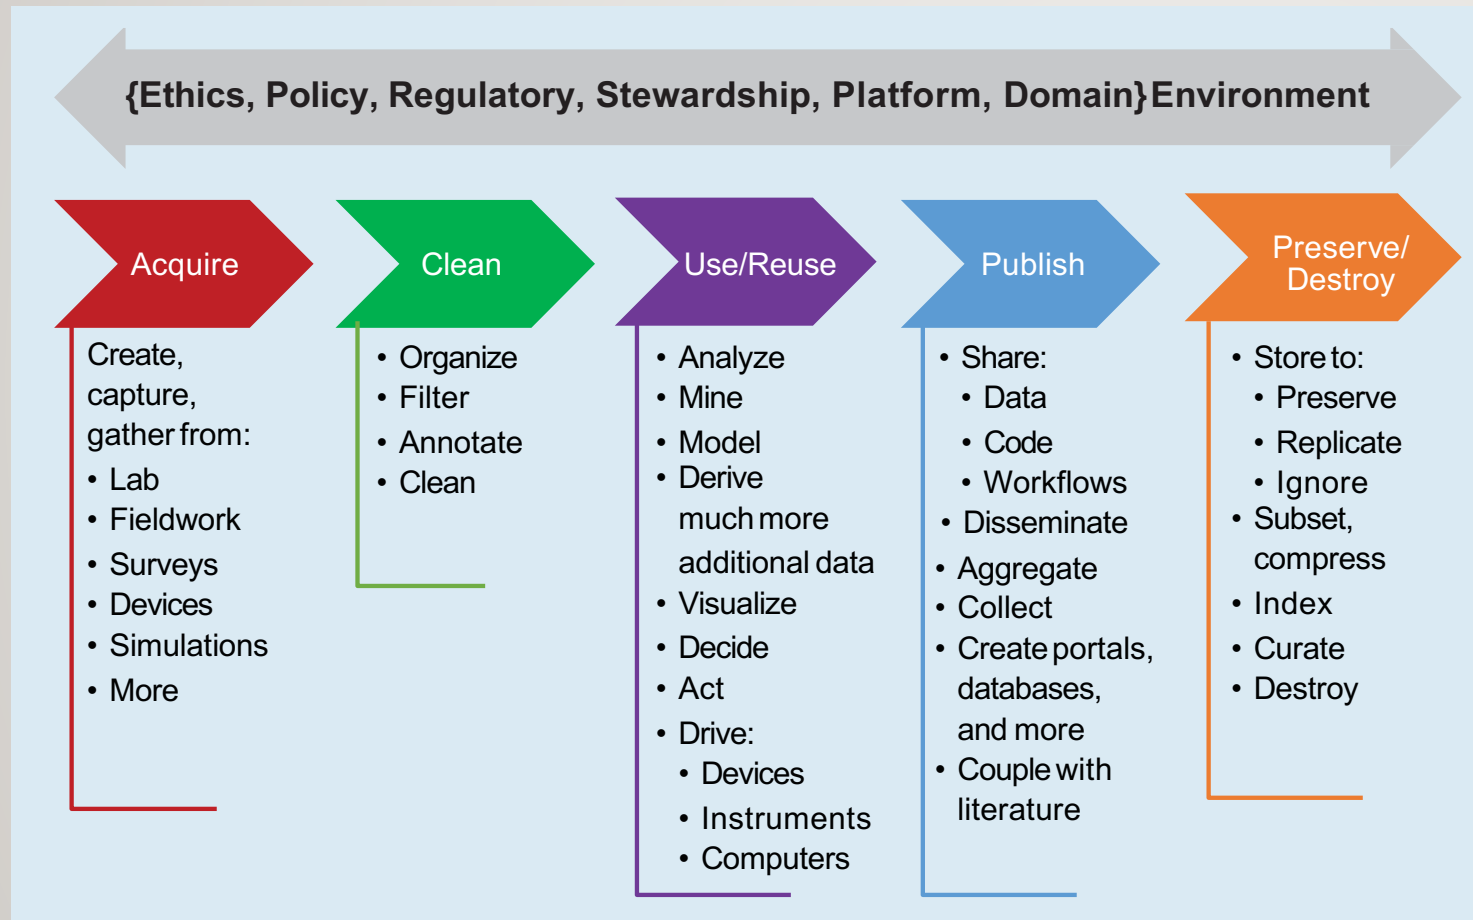 {Ethics, Policy, Regulatory, Stewardship, Platform, Domain}Environment
Acquire
Create,
capture,
gather from:
• Lab
• Fieldwork
• Surveys
• Devices
• Simulations
• More
Clean
• Organize
• Filter
• Annotate
• Clean
Use/Reuse
• Analyze
• Mine
• Model
• Derive
much more
additional data
• Visualize
• Decide
• Act
• Drive:
• Devices
• Instruments
• Computers
Publish
• Share:
• Data
• Code
• Workflows
• Disseminate
• Aggregate
• Collect
• Create portals,
databases,
and more
• Couple with
literature
Preserve/
Destroy
• Store to:
• Preserve
• Replicate
• Ignore
• Subset,
compress
• Index
• Curate
• Destroy